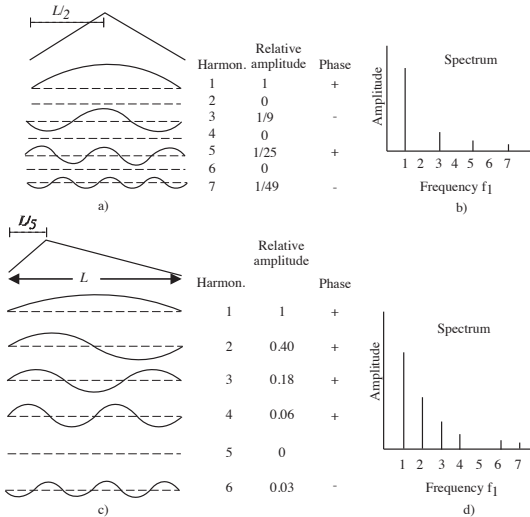 L/2
Harmon. Relative amplitude Phase
1 1 +
2 0
3 1/9 -
4 0
5 1/25 +
6 0
7 1/49 -
a)
Spectrum
Amplitude
1 2 3 4 5 6 7
Frequency f1
b)
L/5
L
Harmon. Relative amplitude Phase
1 1 +
2 0.40 +
3 0.18 +
4 0.06 +
5 0
6 0.03 -
c)
Spectrum
Amplitude
1 2 3 4 5 6 7
Frequency f1
d)